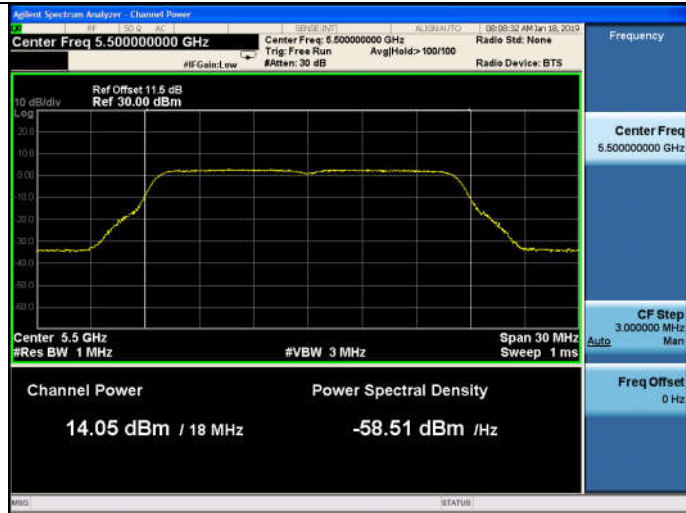 Agilent Spectrum Analyzer - Channel Power
RF 50 Ω AC SENSE:INT ALIGNAUTO 08:08:32 AM Jan 18, 2019
Center Freq 5.500000000 GHz
Center Freq: 5.500000000 GHz
Radio Std: None
Trig: Free Run Avg|Hold:>100/100
#IFGain:Low
#Atten: 30 dB
Radio Device: BTS
Frequency
Ref Offset 11.5 dB
10 dB/div Ref 30.00 dBm
Log
20.0
10.0
0.00
-10.0
-20.0
-30.0
-40.0
-50.0
-60.0
Center 5.5 GHz
Span 30 MHz
#Res BW 1 MHz
#VBW 3 MHz
Sweep 1 ms
Channel Power
Power Spectral Density
14.05 dBm / 18 MHz
-58.51 dBm /Hz
Center Freq
5.500000000 GHz
CF Step
3.000000 MHz
Auto Man
Freq Offset
0 Hz
MSG
STATUS